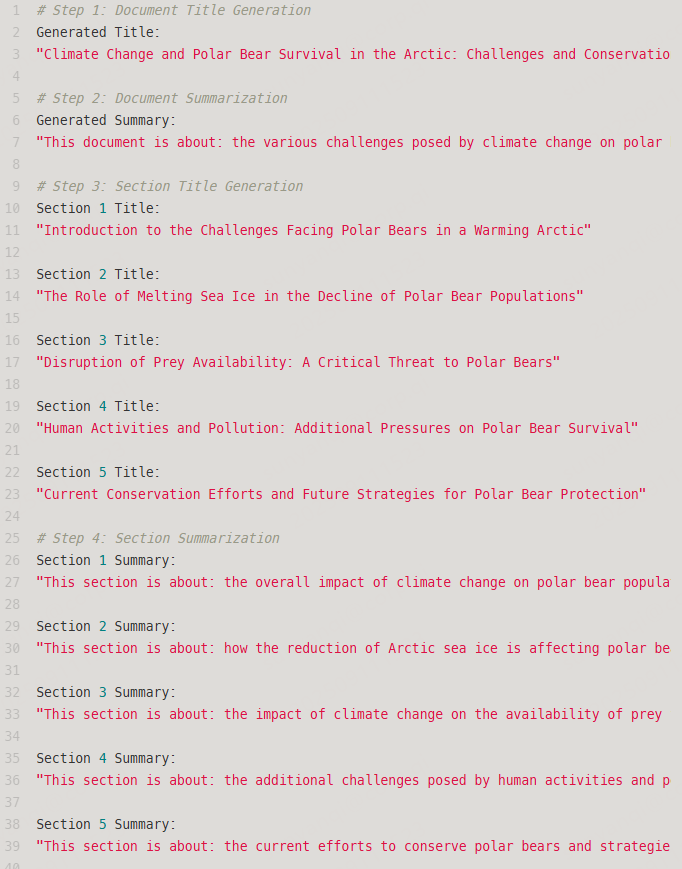 1 # Step 1: Document Title Generation
2 Generated Title:
3 "Climate Change and Polar Bear Survival in the Arctic: Challenges and Conservatio
4
5 # Step 2: Document Summarization
6 Generated Summary:
7 "This document is about: the various challenges posed by climate change on polar
8
9 # Step 3: Section Title Generation
10 Section 1 Title:
11 "Introduction to the Challenges Facing Polar Bears in a Warming Arctic"
12
13 Section 2 Title:
14 "The Role of Melting Sea Ice in the Decline of Polar Bear Populations"
15
16 Section 3 Title:
17 "Disruption of Prey Availability: A Critical Threat to Polar Bears"
18
19 Section 4 Title:
20 "Human Activities and Pollution: Additional Pressures on Polar Bear Survival"
21
22 Section 5 Title:
23 "Current Conservation Efforts and Future Strategies for Polar Bear Protection"
24
25 # Step 4: Section Summarization
26 Section 1 Summary:
27 "This section is about: the overall impact of climate change on polar bear popula
28
29 Section 2 Summary:
30 "This section is about: how the reduction of Arctic sea ice is affecting polar be
31
32 Section 3 Summary:
33 "This section is about: the impact of climate change on the availability of prey
34
35 Section 4 Summary:
36 "This section is about: the additional challenges posed by human activities and p
37
38 Section 5 Summary:
39 "This section is about: the current efforts to conserve polar bears and strategie
40